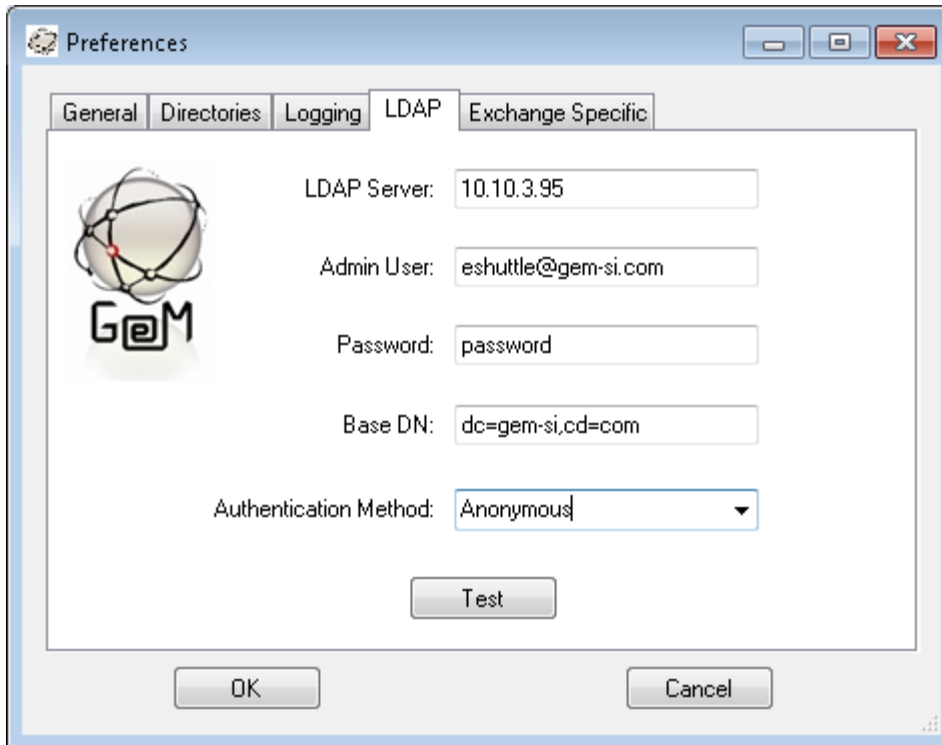 Preferences
General Directories Logging LDAP Exchange Specific
LDAP Server: 10.10.3.95
G@M
Admin User: eshuttle@gem-si.com
Password: password
Base DN: dc=gem-si,cd=com
Authentication Method: Anonymous
Test
OK Cancel